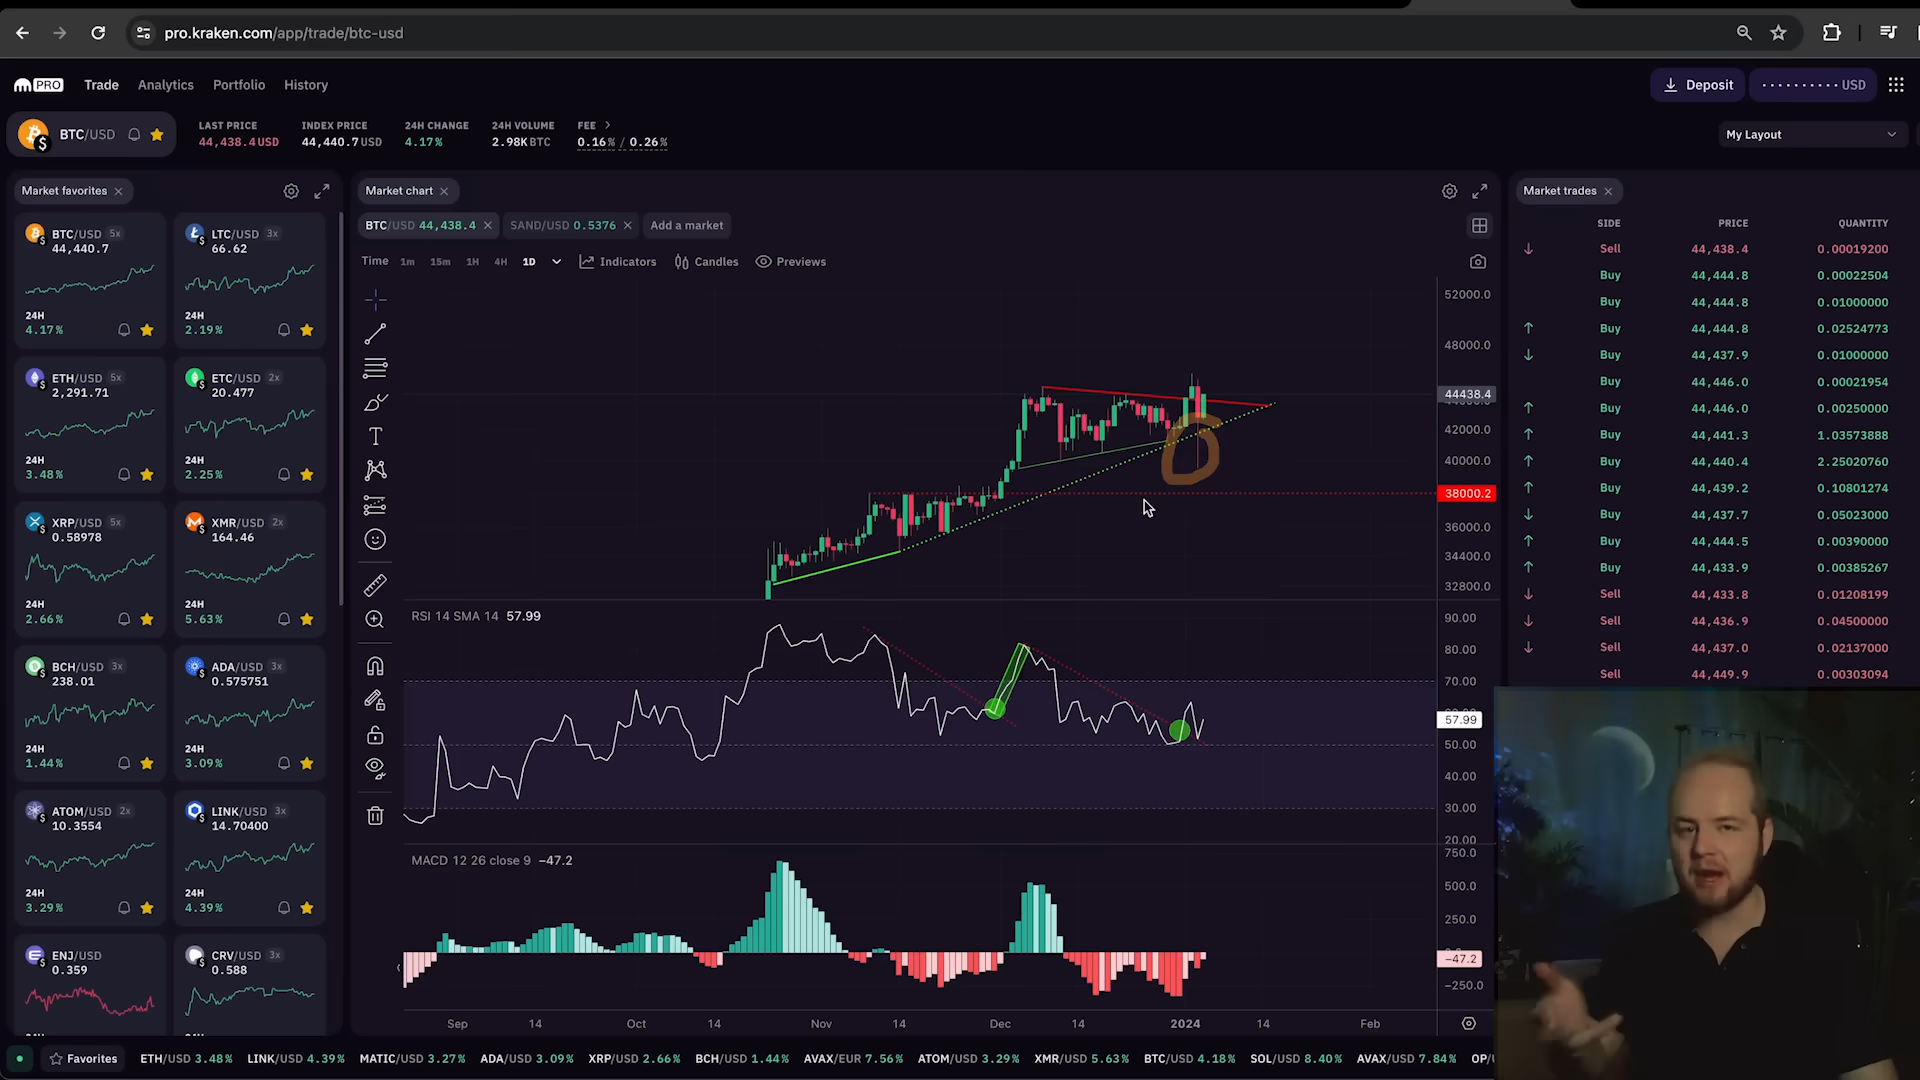 pro.kraken.com/app/trade/btc-usd
PRO Trade Analytics Portfolio History
Deposit USD
BTC/USD
LAST PRICE INDEX PRICE 24H CHANGE 24H VOLUME FEE
44,438.4 USD 44,440.7 USD 4.17% 2.98K BTC 0.16% / 0.26%
My Layout
Market favorites
BTC/USD 5x
44,440.7
24H
4.17%
LTC/USD 3x
66.62
24H
2.19%
ETH/USD 5x
2,291.71
24H
3.48%
ETC/USD 2x
20.477
24H
2.25%
XRP/USD 5x
0.58978
24H
2.66%
XMR/USD 2x
164.46
24H
5.63%
BCH/USD 3x
238.01
24H
1.44%
ADA/USD 3x
0.575751
24H
3.09%
ATOM/USD 2x
10.3554
24H
3.29%
LINK/USD 3x
14.70400
24H
4.39%
ENJ/USD
0.359
CRV/USD 3x
0.588
Market chart
BTC/USD 44,438.4 SAND/USD 0.5376 Add a market
Time 1m 15m 1H 4H 1D Indicators Candles Previews
52000.0
48000.0
44438.4
42000.0
40000.0
38000.2
36000.0
34400.0
32800.0
RSI 14 SMA 14 57.99
90.00
80.00
70.00
57.99
50.00
40.00
30.00
20.00
MACD 12 26 close 9 −47.2
750.0
500.0
250.0
−47.2
−250.0
Sep 14 Oct 14 Nov 14 Dec 14 2024 14 Feb
Market trades
SIDE PRICE QUANTITY
Sell 44,438.4 0.00019200
Buy 44,444.8 0.00022504
Buy 44,444.8 0.01000000
Buy 44,444.8 0.02524773
Buy 44,437.9 0.01000000
Buy 44,446.0 0.00021954
Buy 44,446.0 0.00250000
Buy 44,441.3 1.03573888
Buy 44,440.4 2.25020760
Buy 44,439.2 0.10801274
Buy 44,437.7 0.05023000
Buy 44,444.5 0.00390000
Buy 44,433.9 0.00385267
Sell 44,433.8 0.01208199
Sell 44,436.9 0.04500000
Sell 44,437.0 0.02137000
Sell 44,449.9 0.00303094
Favorites ETH/USD 3.48% LINK/USD 4.39% MATIC/USD 3.27% ADA/USD 3.09% XRP/USD 2.66% BCH/USD 1.44% AVAX/EUR 7.56% ATOM/USD 3.29% XMR/USD 5.63% BTC/USD 4.18% SOL/USD 8.40% AVAX/USD 7.84%